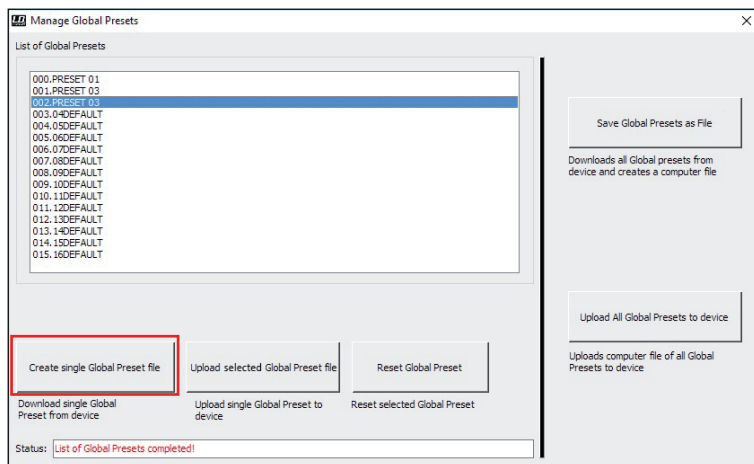 LD Manage Global Presets
List of Global Presets
000.PRESET 01
001.PRESET 03
002.PRESET 03
003.04DEFAULT
004.05DEFAULT
005.06DEFAULT
006.07DEFAULT
007.08DEFAULT
008.09DEFAULT
009.10DEFAULT
010.11DEFAULT
011.12DEFAULT
012.13DEFAULT
013.14DEFAULT
014.15DEFAULT
015.16DEFAULT
Save Global Presets as File
Downloads all Global presets from
device and creates a computer file
Upload All Global Presets to device
Uploads computer file of all Global
Presets to device
Create single Global Preset file
Download single Global
Preset from device
Upload selected Global Preset file
Upload single Global Preset to
device
Reset Global Preset
Reset selected Global Preset
Status: List of Global Presets completed!